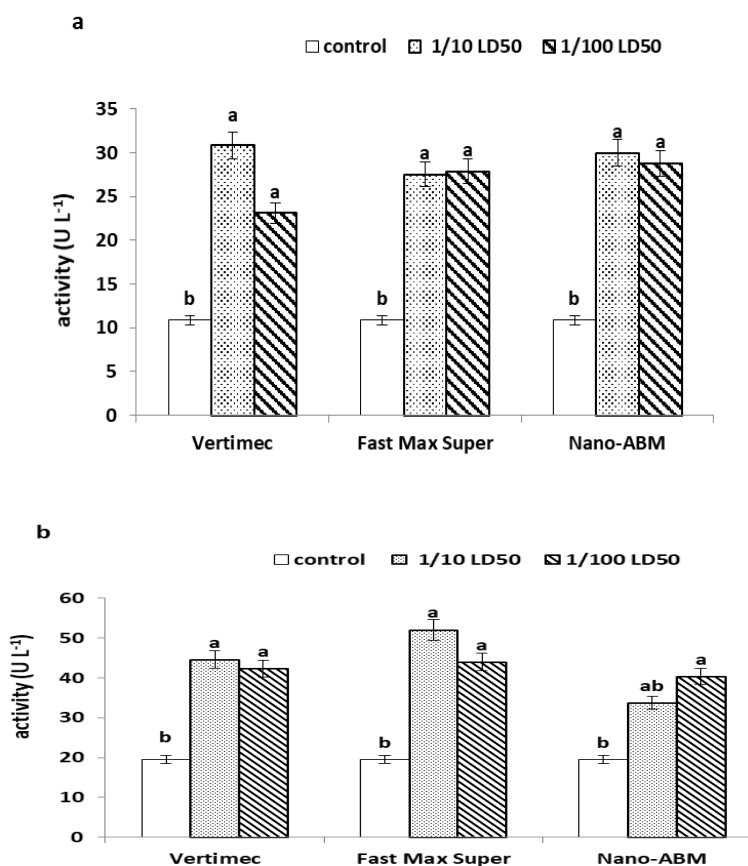 a
control 1/10 LD50 1/100 LD50
activity (U L-1)
35
30
25
20
15
10
5
0
b a a
b a a
b a a
Vertimec Fast Max Super Nano-ABM
b
control 1/10 LD50 1/100 LD50
activity (U L-1)
60
50
40
30
20
10
0
b a a
b a a
b ab a
Vertimec Fast Max Super Nano-ABM